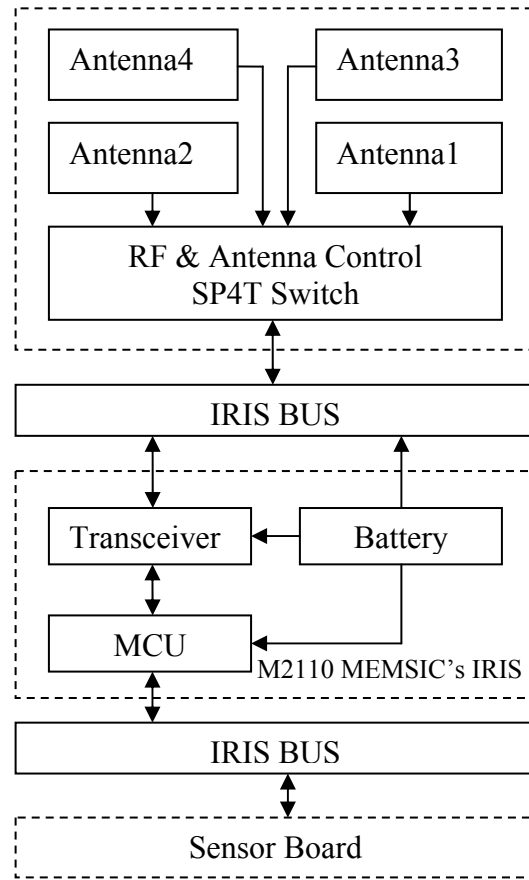 Antenna4
Antenna3
Antenna2
Antenna1
RF & Antenna Control
SP4T Switch
IRIS BUS
Transceiver
Battery
MCU
M2110 MEMSIC's IRIS
IRIS BUS
Sensor Board